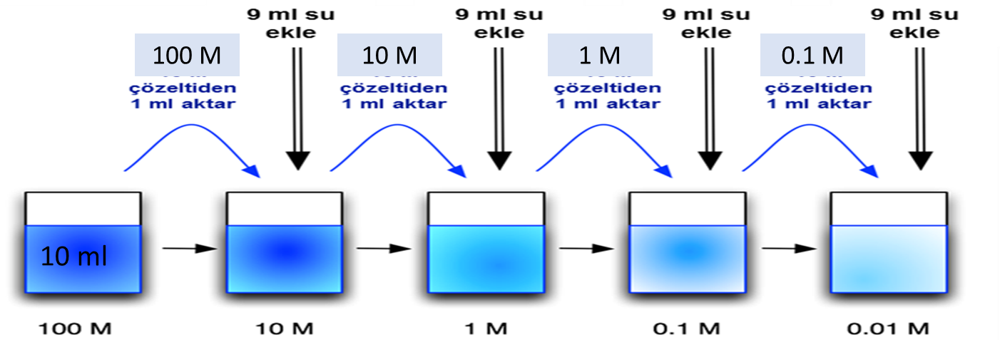 9 ml su
ekle
9 ml su
ekle
9 ml su
ekle
9 ml su
ekle
100 M
10 M
1 M
0.1 M
çözeltiden
1 ml aktar
çözeltiden
1 ml aktar
çözeltiden
1 ml aktar
çözeltiden
1 ml aktar
10 ml
100 M
10 M
1 M
0.1 M
0.01 M